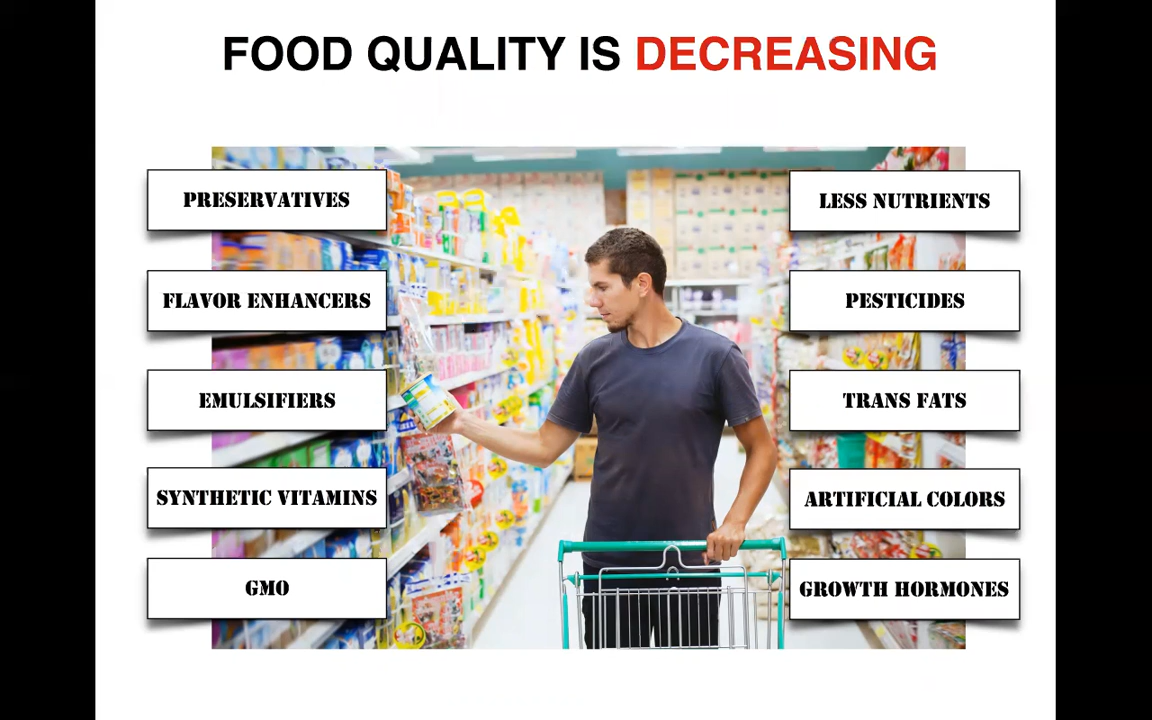 FOOD QUALITY IS DECREASING
PRESERVATIVES
FLAVOR ENHANCERS
EMULSIFIERS
SYNTHETIC VITAMINS
GMO
LESS NUTRIENTS
PESTICIDES
TRANS FATS
ARTIFICIAL COLORS
GROWTH HORMONES